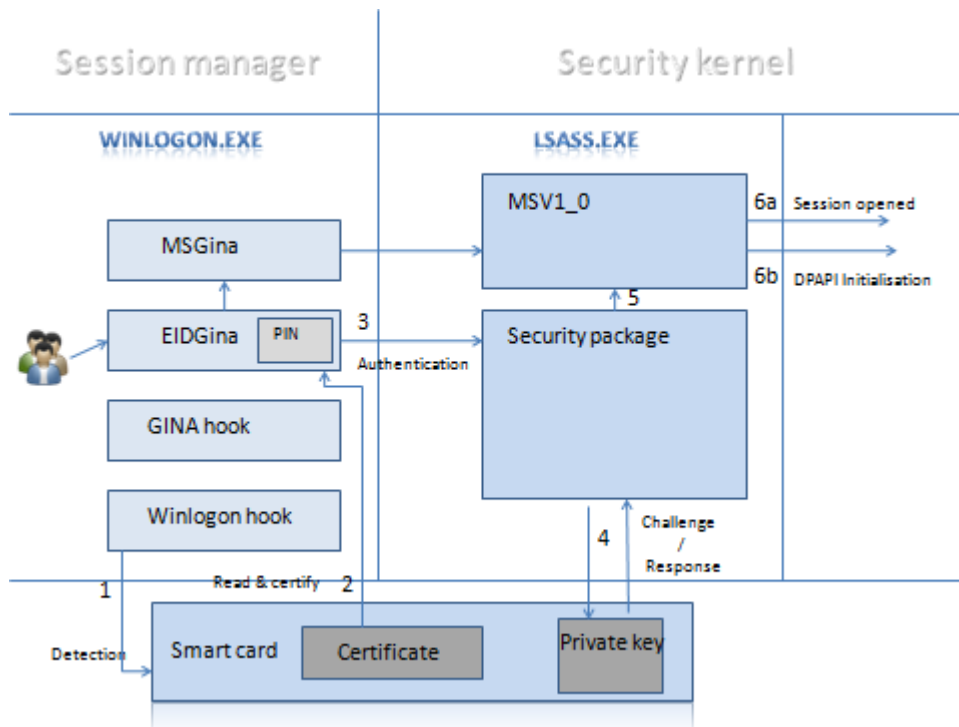 Session manager
Security kernel
WINLOGON.EXE
LSASS.EXE
MSV1_0
6a
Session opened
MSGina
6b
DPAPI Initialisation
5
EIDGina
PIN
3
Security package
Authentication
GINA hook
Winlogon hook
4
Challenge
/
Response
1
Read & certify
2
Detection
Smart card
Certificate
Private key